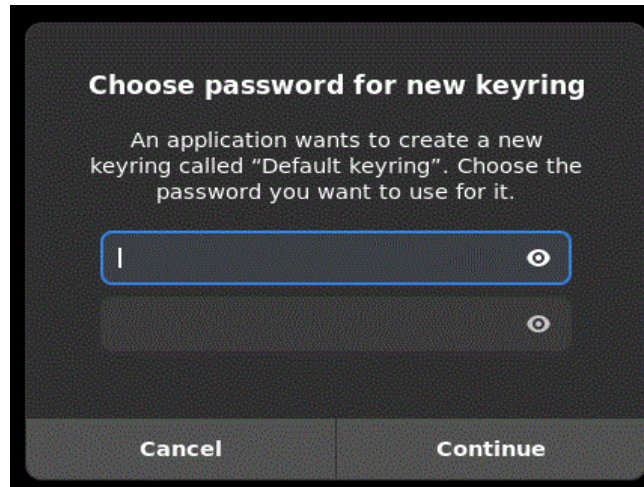 Choose password for new keyring
An application wants to create a new
keyring called “Default keyring”. Choose the
password you want to use for it.
Cancel
Continue